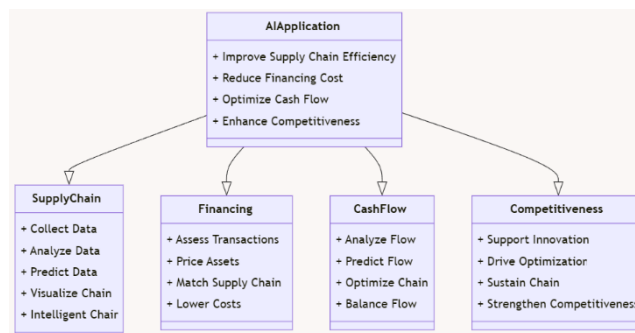 AIApplication
+ Improve Supply Chain Efficiency
+ Reduce Financing Cost
+ Optimize Cash Flow
+ Enhance Competitiveness
SupplyChain
+ Collect Data
+ Analyze Data
+ Predict Data
+ Visualize Chain
+ Intelligent Chair
Financing
+ Assess Transactions
+ Price Assets
+ Match Supply Chain
+ Lower Costs
CashFlow
+ Analyze Flow
+ Predict Flow
+ Optimize Chain
+ Balance Flow
Competitiveness
+ Support Innovation
+ Drive Optimizatior
+ Sustain Chain
+ Strengthen Competitiveness